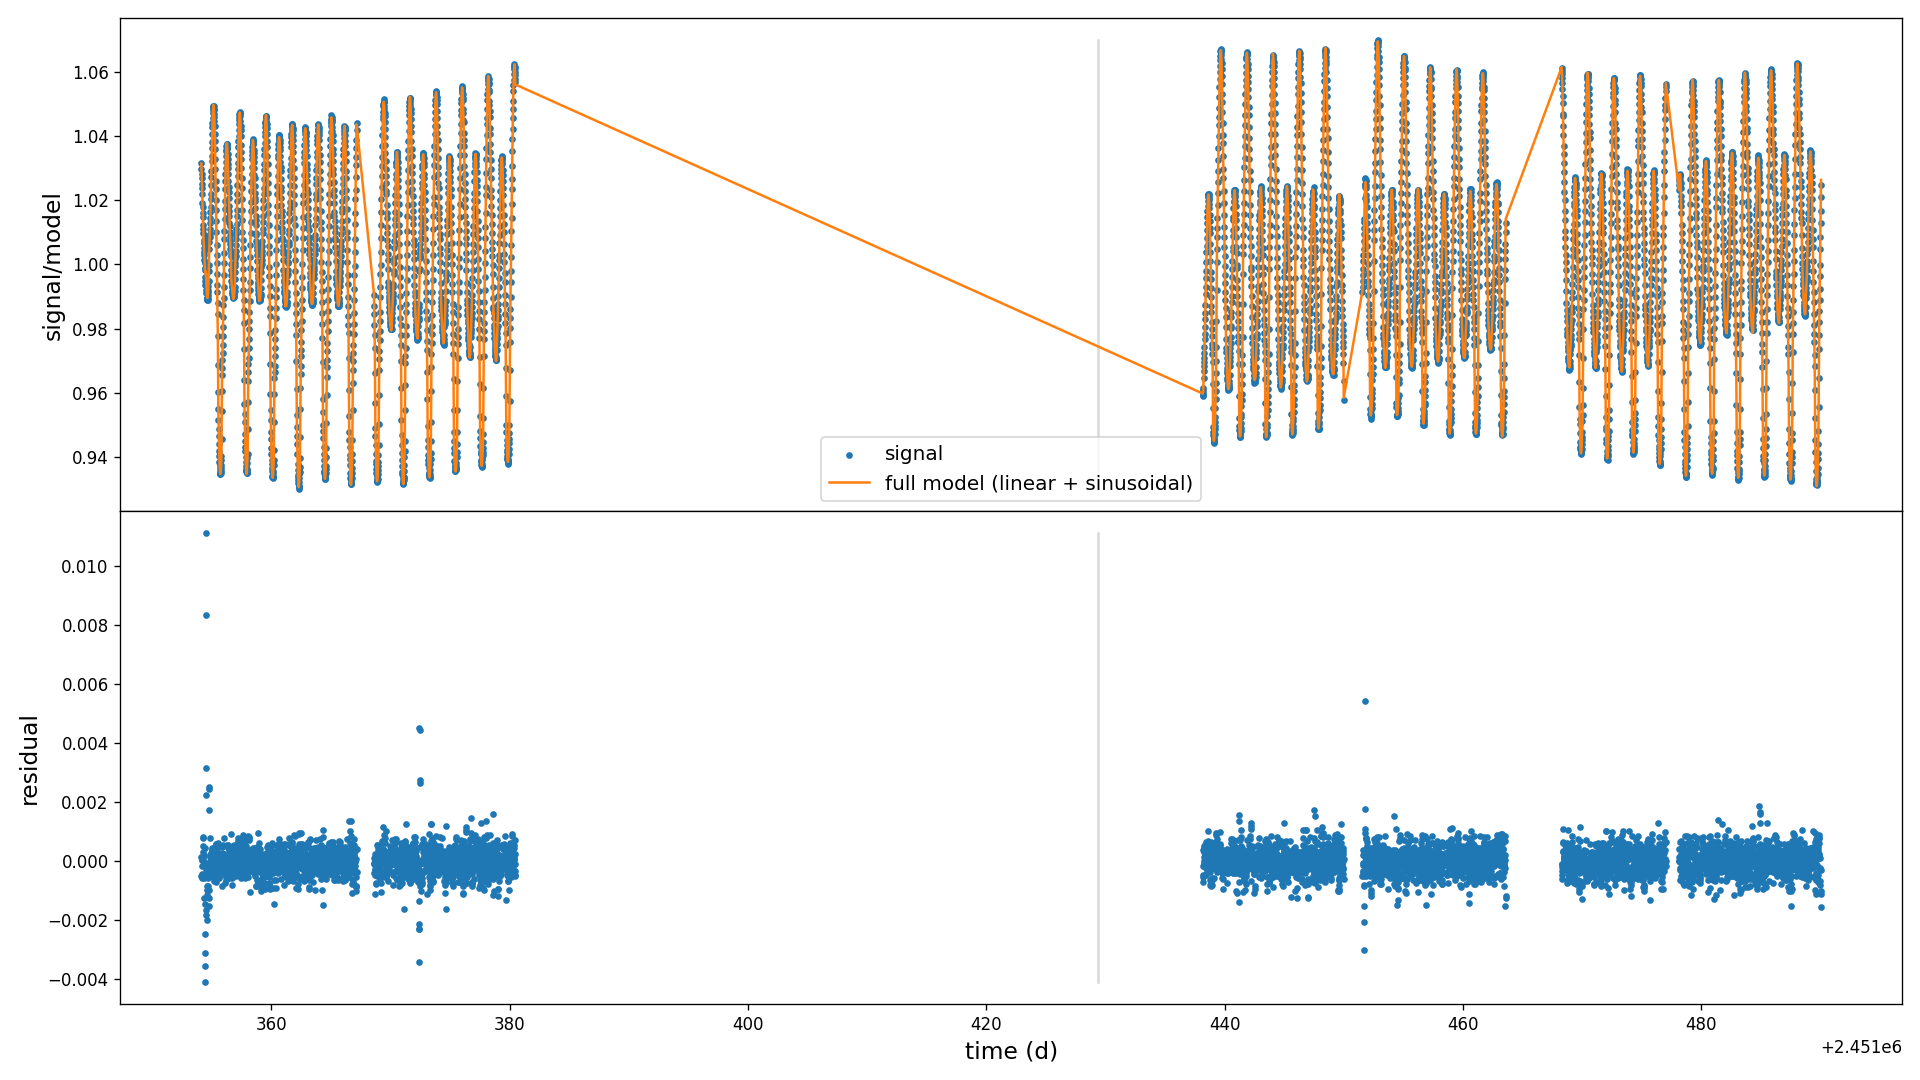 signal/model
1.06
1.04
1.02
1.00
0.98
0.96
0.94
signal
full model (linear + sinusoidal)
residual
0.010
0.008
0.006
0.004
0.002
0.000
−0.002
−0.004
360 380 400 420 440 460 480
time (d)
+2.451e6